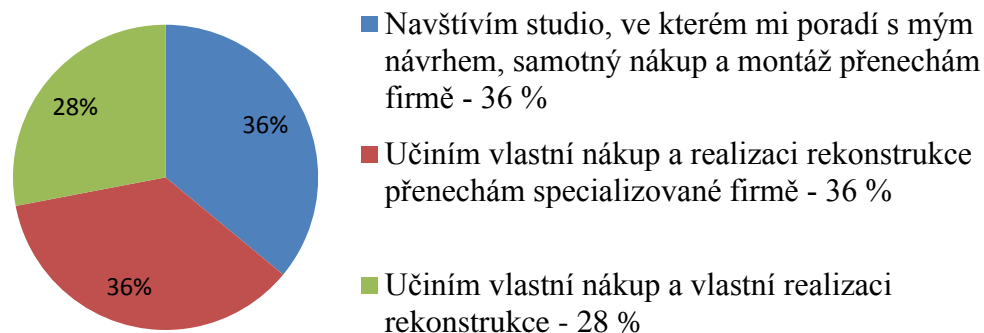 Navštívím studio, ve kterém mi poradí s mým
návrhem, samotný nákup a montáž přenechám
firmě - 36 %
28%
36%
Učiním vlastní nákup a realizaci rekonstrukce
přenechám specializované firmě - 36 %
36%
Učiním vlastní nákup a vlastní realizaci
rekonstrukce - 28 %